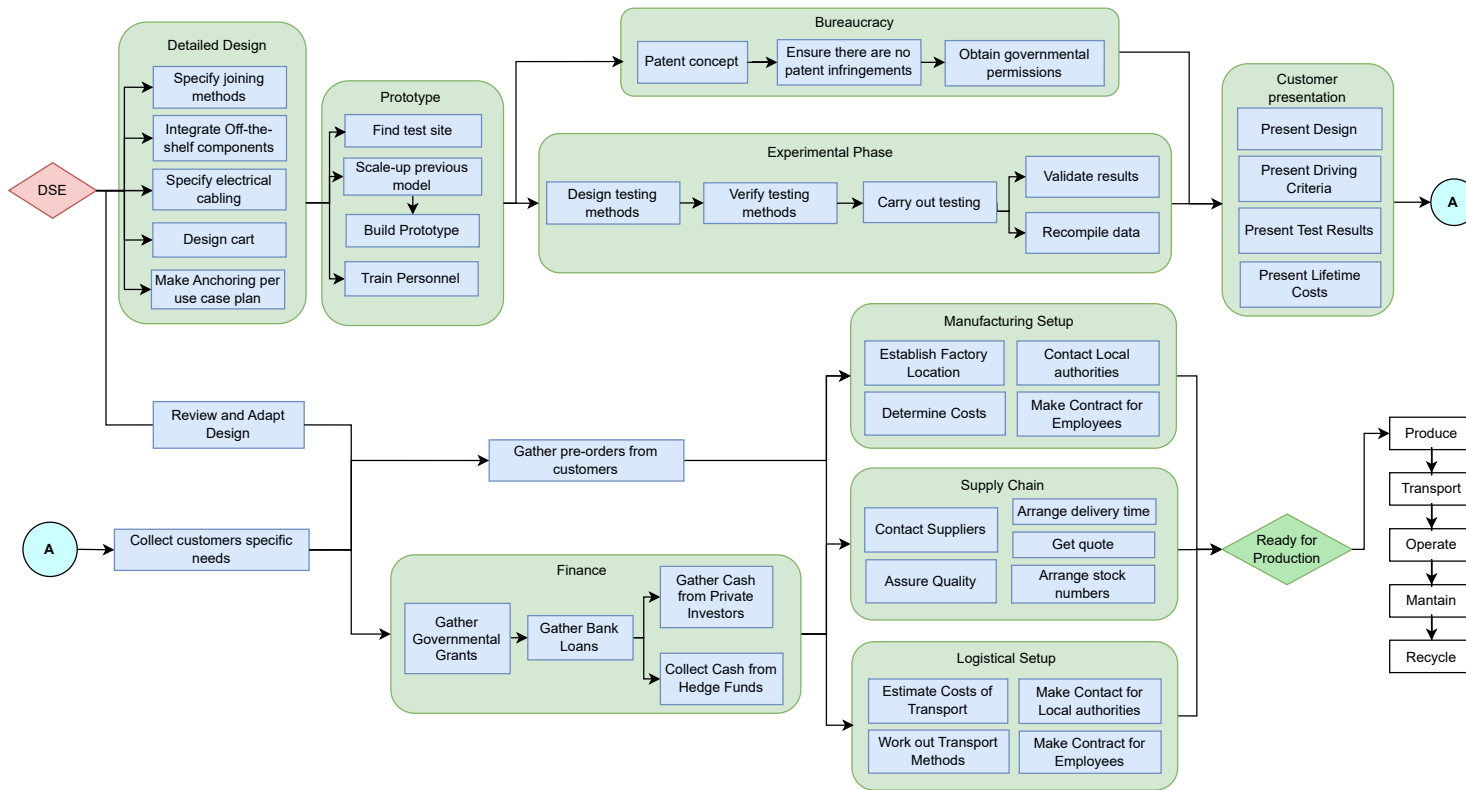 Detailed Design
Specify joining
methods
Integrate Off-the-
shelf components
Specify electrical
cabling
Design cart
Make Anchoring per
use case plan
DSE
Prototype
Find test site
Scale-up previous
model
Build Prototype
Train Personnel
Bureaucracy
Patent concept
Ensure there are no
patent infringements
Obtain governmental
permissions
Experimental Phase
Design testing
methods
Verify testing
methods
Carry out testing
Validate results
Recompile data
Customer
presentation
Present Design
Present Driving
Criteria
Present Test Results
Present Lifetime
Costs
A
Review and Adapt
Design
A
Collect customers specific
needs
Gather pre-orders from
customers
Finance
Gather
Governmental
Grants
Gather Bank
Loans
Gather Cash
from Private
Investors
Collect Cash from
Hedge Funds
Manufacturing Setup
Establish Factory
Location
Contact Local
authorities
Determine Costs
Make Contract for
Employees
Supply Chain
Contact Suppliers
Arrange delivery time
Get quote
Assure Quality
Arrange stock
numbers
Logistical Setup
Estimate Costs of
Transport
Make Contact for
Local authorities
Work out Transport
Methods
Make Contract for
Employees
Ready for
Production
Produce
Transport
Operate
Mantain
Recycle